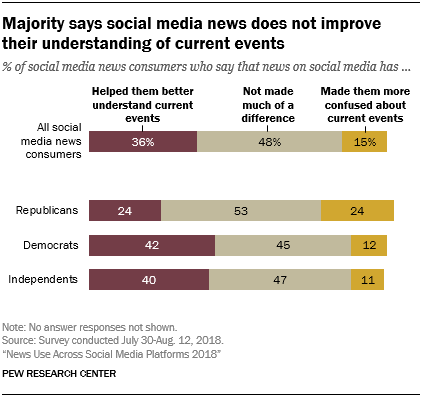 Majority says social media news does not improve
their understanding of current events
% of social media news consumers who say that news on social media has ...
Helped them better
understand current
events
Not made
much of a
difference
Made them more
confused about
current events
All social
media news
consumers
36%
48%
15%
Republicans
24
53
24
Democrats
42
45
12
Independents
40
47
11
Note: No answer responses not shown.
Source: Survey conducted July 30-Aug. 12, 2018.
“News Use Across Social Media Platforms 2018”
PEW RESEARCH CENTER